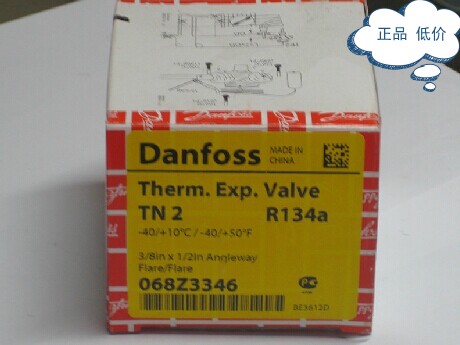 正品 低价
Danfoss
MADE IN
CHINA
Therm. Exp. Valve
TN 2 R134a
-40/+10°C / -40/+50°F
3/8in x 1/2in Angleway
Flare/Flare
068Z3346